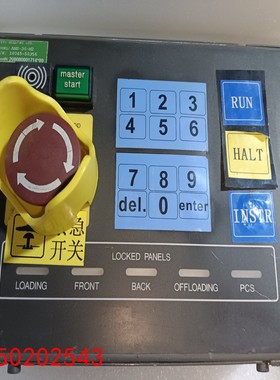 master
start
1 2 3
4 5 6
7 8 9
del. 0 enter
RUN
HALT
INSTR
急
开关
LOCKED PANELS
LOADING FRONT BACK OFFLOADING PCS
50202543